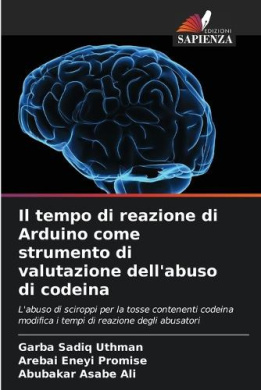 EDIZIONI
SAPIENZA
Il tempo di reazione di
Arduino come
strumento di
valutazione dell'abuso
di codeina
L'abuso di sciroppi per la tosse contenenti codeina
modifica i tempi di reazione degli abusatori
Garba Sadiq Uthman
Arebai Eneyi Promise
Abubakar Asabe Ali